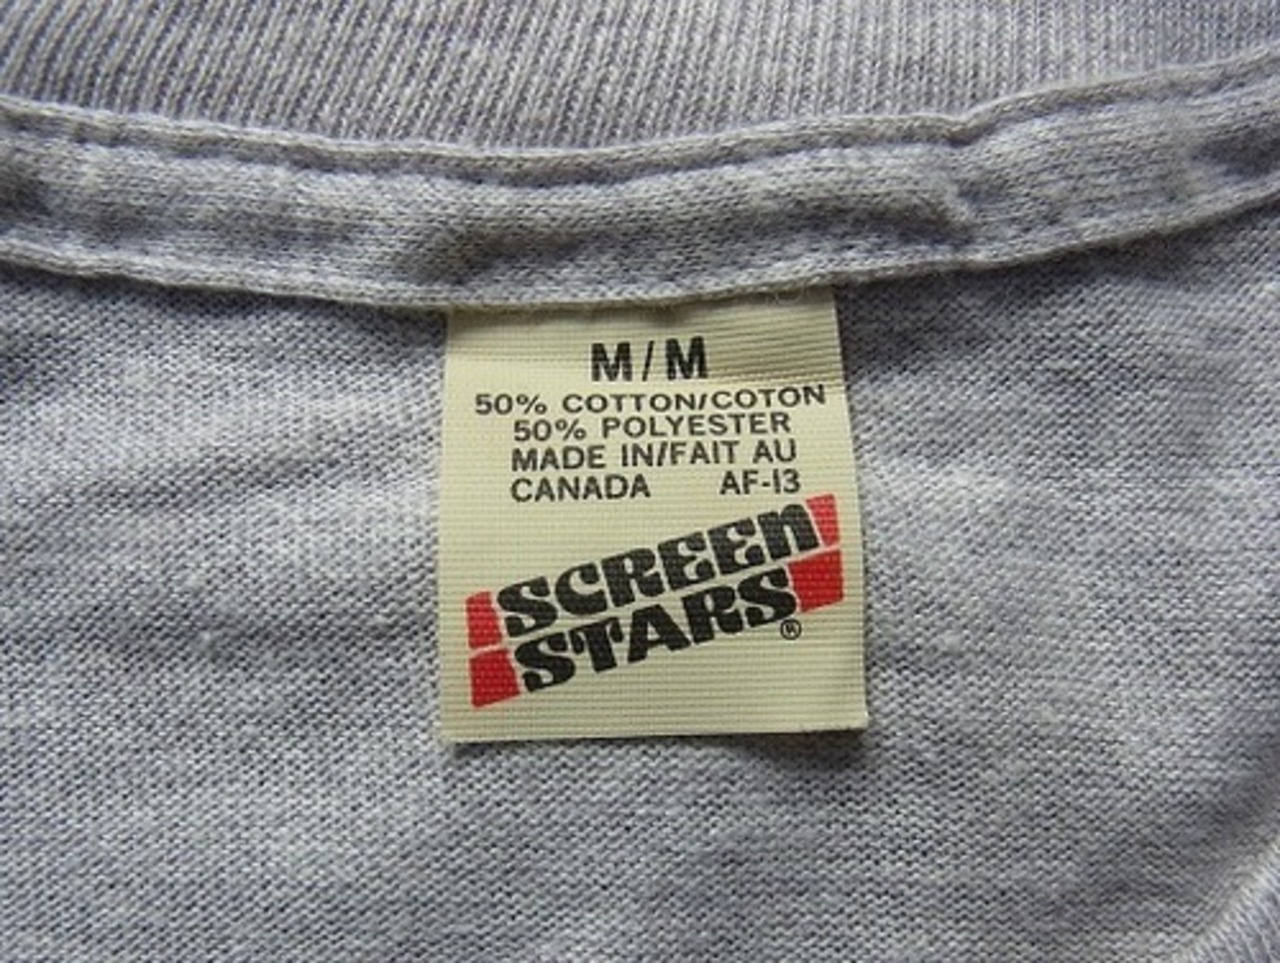 M/M
50% COTTON/COTON
50% POLYESTER
MADE IN/FAIT AU
CANADA AF-13
SCREEN
STARS®